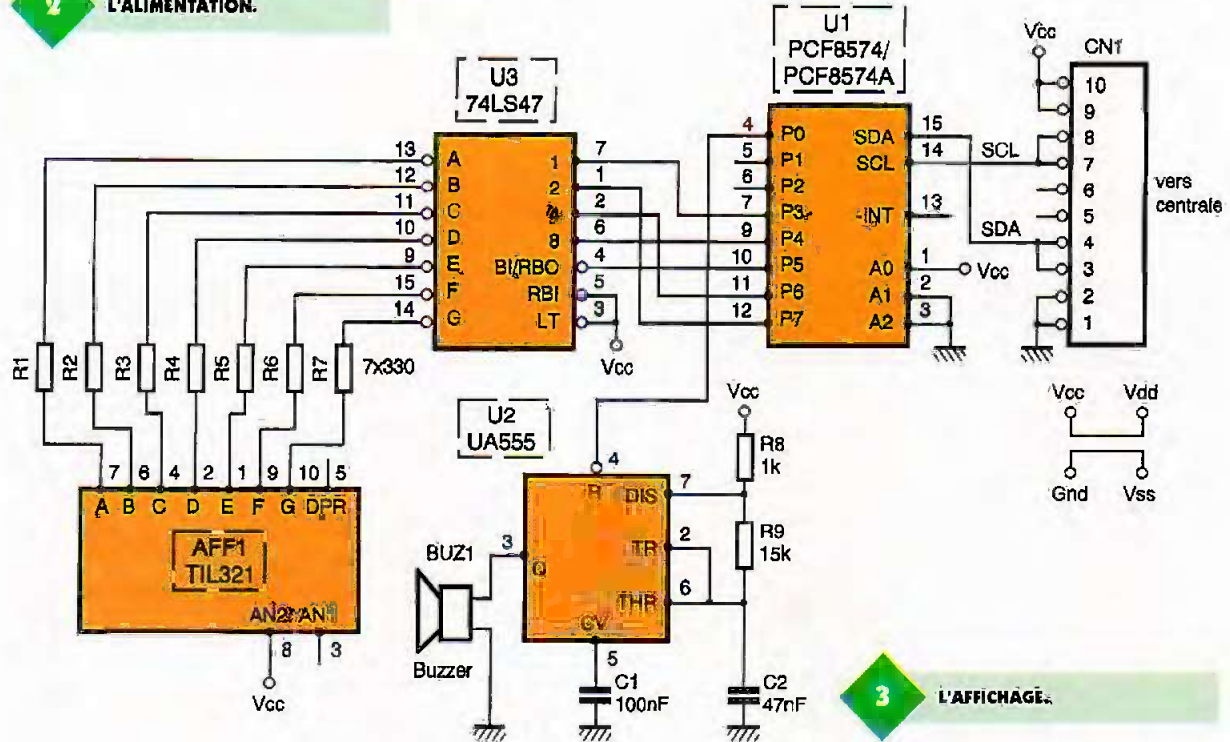 2
L'ALIMENTATION.
U3
74LS47
13 A
12 B
11 C
10 D
9 E
15 F
14 G
1 7
2 1
4 2
8 6
BI/RBO 4
RBI 5
LT 3
Vcc
U1
PCF8574/
PCF8574A
4 P0
5 P1
6 P2
7 P3
9 P4
10 P5
11 P6
12 P7
SDA 15
SCL 14
INT 13
A0 1
A1 2
A2 3
Vcc
SCL
SDA
Vcc
CN1
10
9
8
7
6
5
4
3
2
1
vers
centrale
Vcc Vdd
Gnd Vss
R1 R2 R3 R4 R5 R6 R7 7x330
7 6 4 2 1 9 10 5
A B C D E F G DPR
AFF1
TIL321
AN2 AN1
8 3
Vcc
U2
UA555
4
R
DIS 7
TR 2
THR 6
3 Q
CV
5
BUZ1
Buzzer
Vcc
R8
1k
R9
15k
C1
100nF
C2
47nF
3
L'AFFICHAGE.